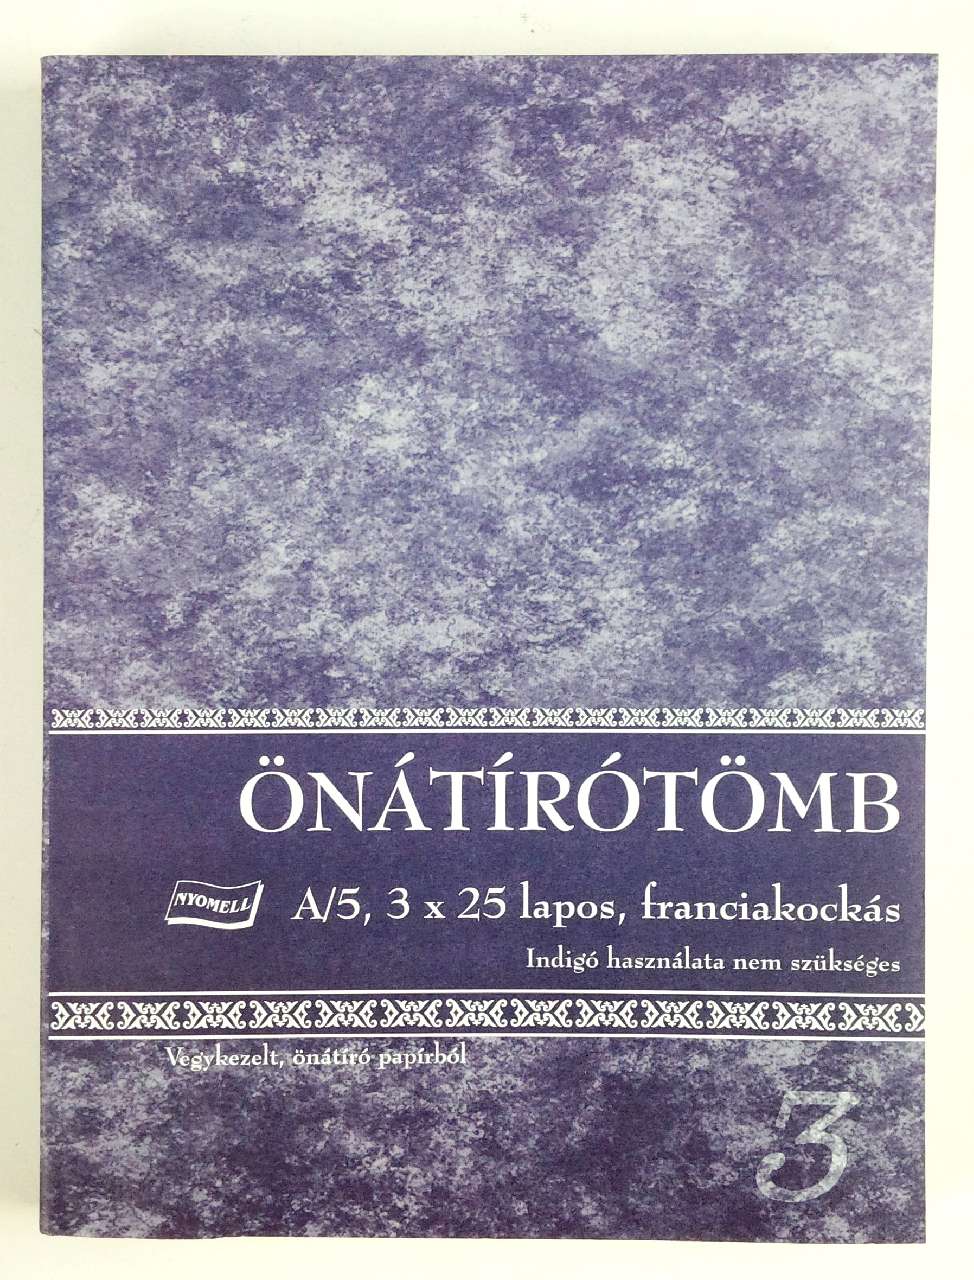 ÖNÁTÍRÓTÖMB
NYOMELL
A/5, 3 x 25 lapos, franciakockás
Indigó használata nem szükséges
Vegykezelt, önátíró papírból
3